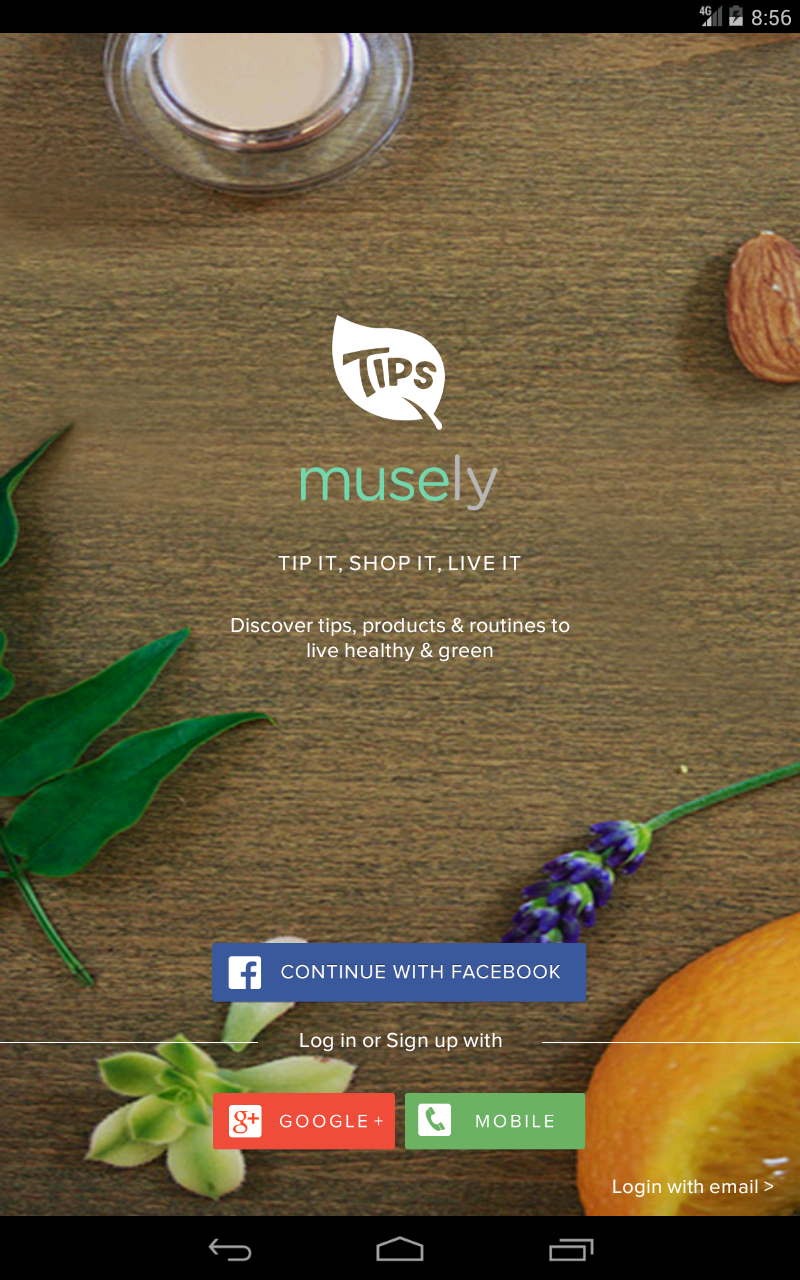 4G 8:56
TIPS
musely
TIP IT, SHOP IT, LIVE IT
Discover tips, products & routines to
live healthy & green
CONTINUE WITH FACEBOOK
Log in or Sign up with
g+ GOOGLE +
MOBILE
Login with email >